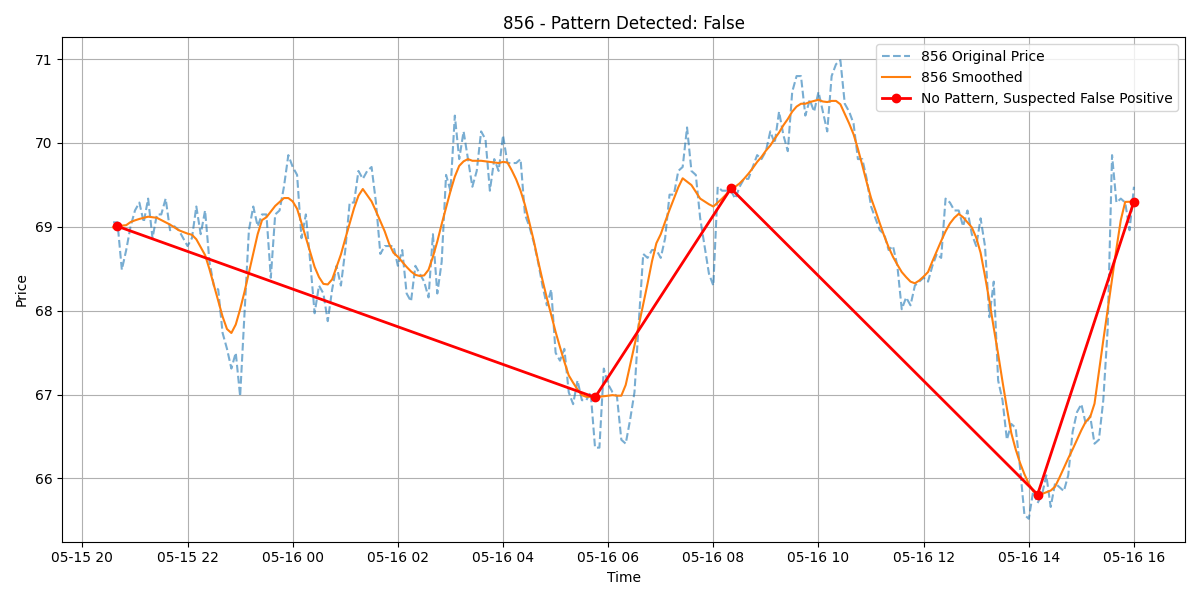 856 - Pattern Detected: False
856 Original Price
856 Smoothed
No Pattern, Suspected False Positive
71
70
69
68
67
66
Price
05-15 20 05-15 22 05-16 00 05-16 02 05-16 04 05-16 06 05-16 08 05-16 10 05-16 12 05-16 14 05-16 16
Time